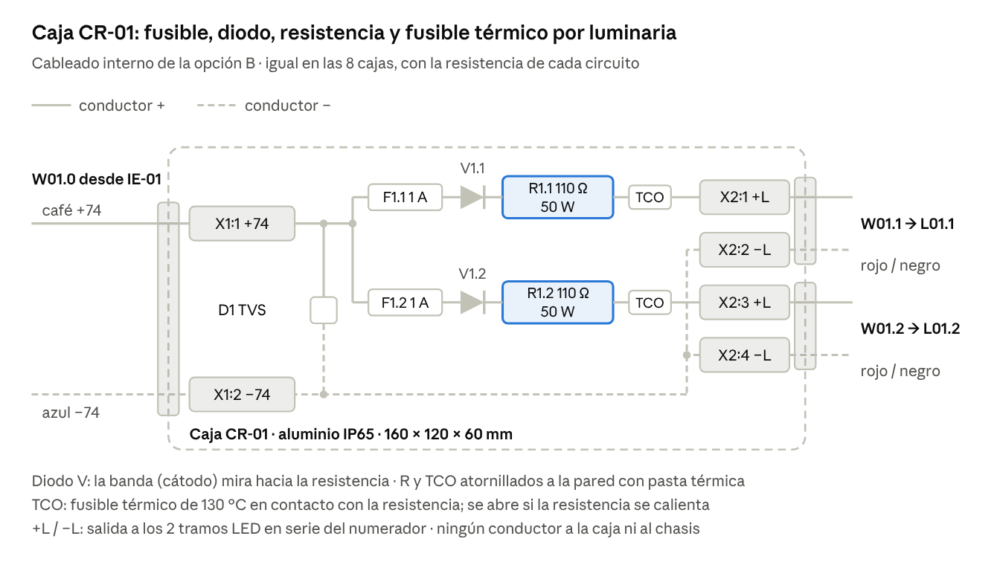 Caja CR-01: fusible, diodo, resistencia y fusible térmico por luminaria
Cableado interno de la opción B · igual en las 8 cajas, con la resistencia de cada circuito
conductor +
conductor −
W01.0 desde IE-01
café +74
X1:1 +74
F1.1 1 A
V1.1
R1.1 110 Ω
50 W
TCO
X2:1 +L
X2:2 −L
W01.1 → L01.1
rojo / negro
D1 TVS
F1.2 1 A
V1.2
R1.2 110 Ω
50 W
TCO
X2:3 +L
X2:4 −L
W01.2 → L01.2
rojo / negro
X1:2 −74
azul −74
Caja CR-01 · aluminio IP65 · 160 × 120 × 60 mm
Diodo V: la banda (cátodo) mira hacia la resistencia · R y TCO atornillados a la pared con pasta térmica
TCO: fusible térmico de 130 °C en contacto con la resistencia; se abre si la resistencia se calienta
+L / −L: salida a los 2 tramos LED en serie del numerador · ningún conductor a la caja ni al chasis